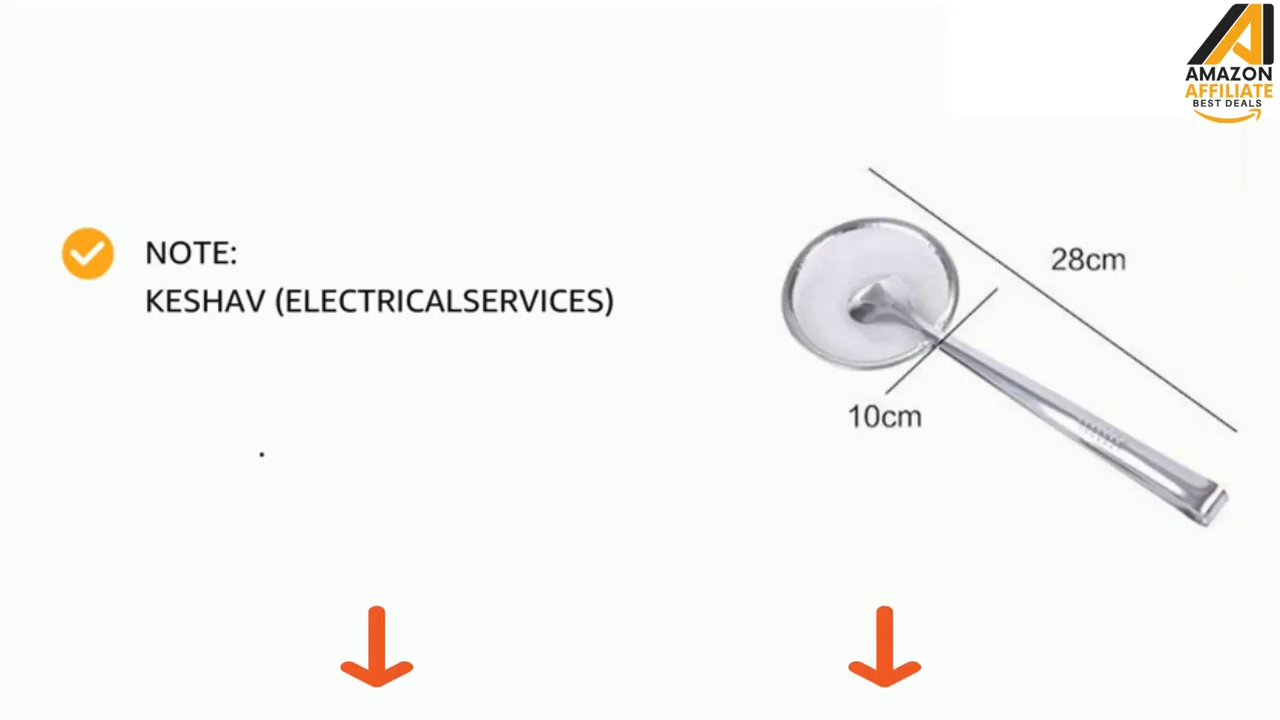 AMAZON
AFFILIATE
BEST DEALS
NOTE:
KESHAV (ELECTRICALSERVICES)
28cm
10cm